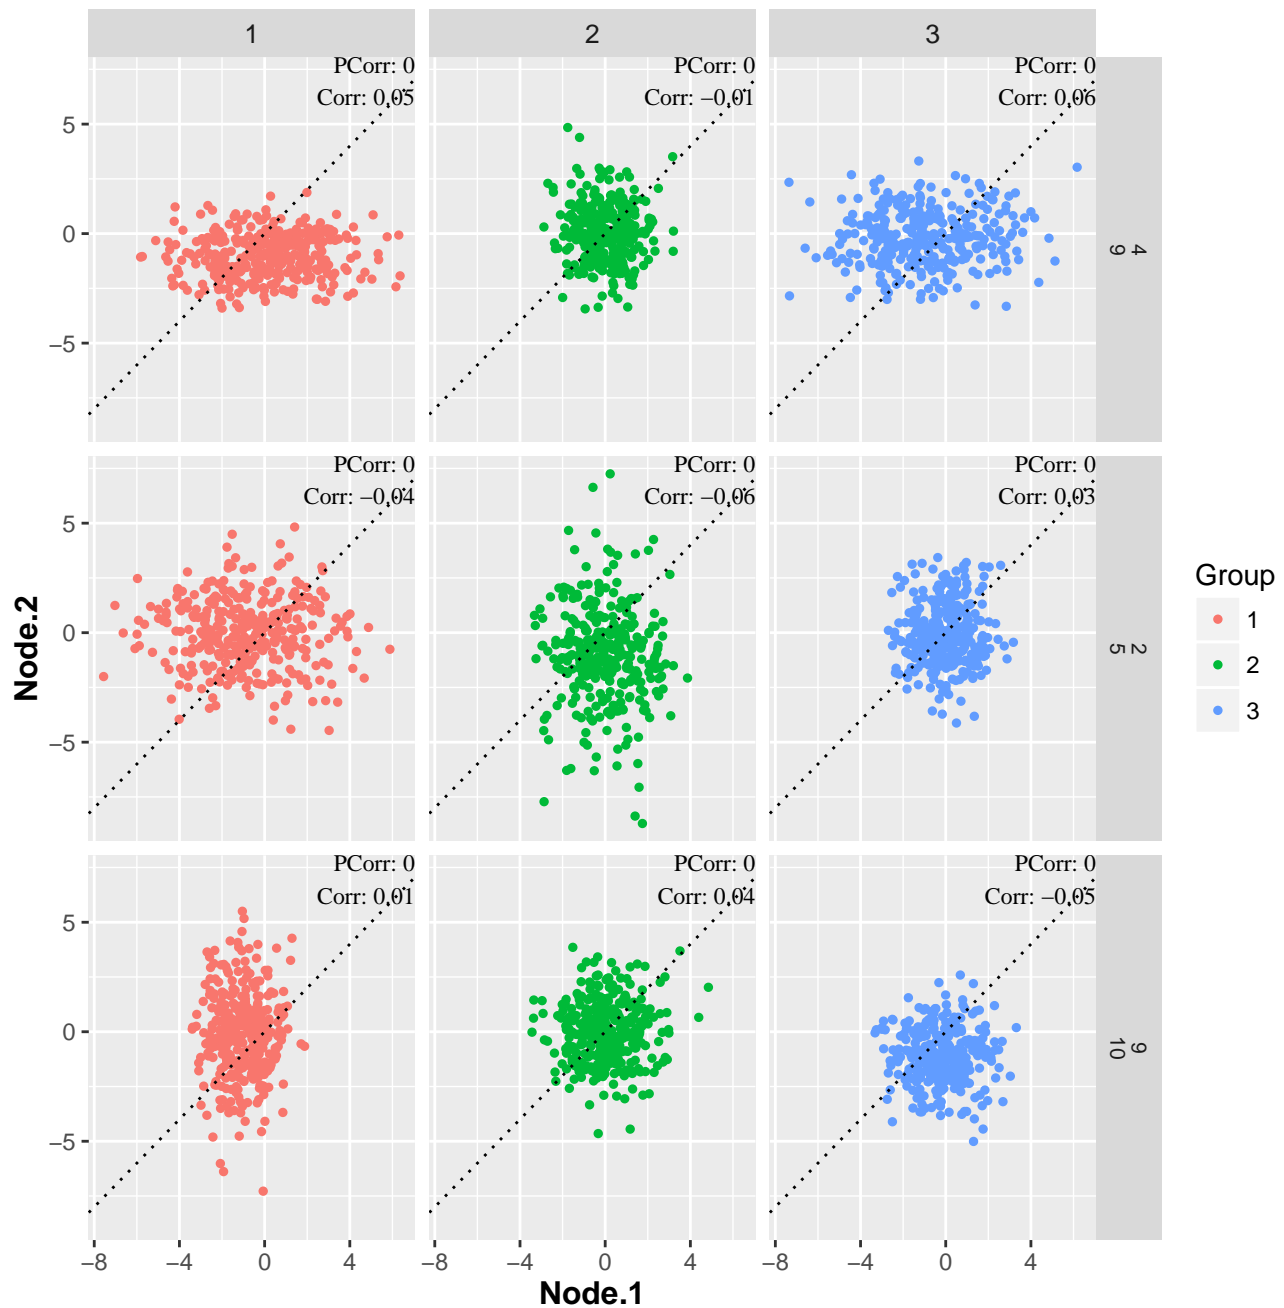 1
2
3
PCorr: 0
Corr: 0.05
PCorr: 0
Corr: −0.01
PCorr: 0
Corr: 0.06
5
0
−5
4
9
PCorr: 0
Corr: −0.04
PCorr: 0
Corr: −0.06
PCorr: 0
Corr: 0.03
5
0
−5
2
5
Node.2
Group
1
2
3
PCorr: 0
Corr: 0.01
PCorr: 0
Corr: 0.04
PCorr: 0
Corr: −0.05
5
0
−5
9
10
−8 −4 0 4
−8 −4 0 4
−8 −4 0 4
Node.1